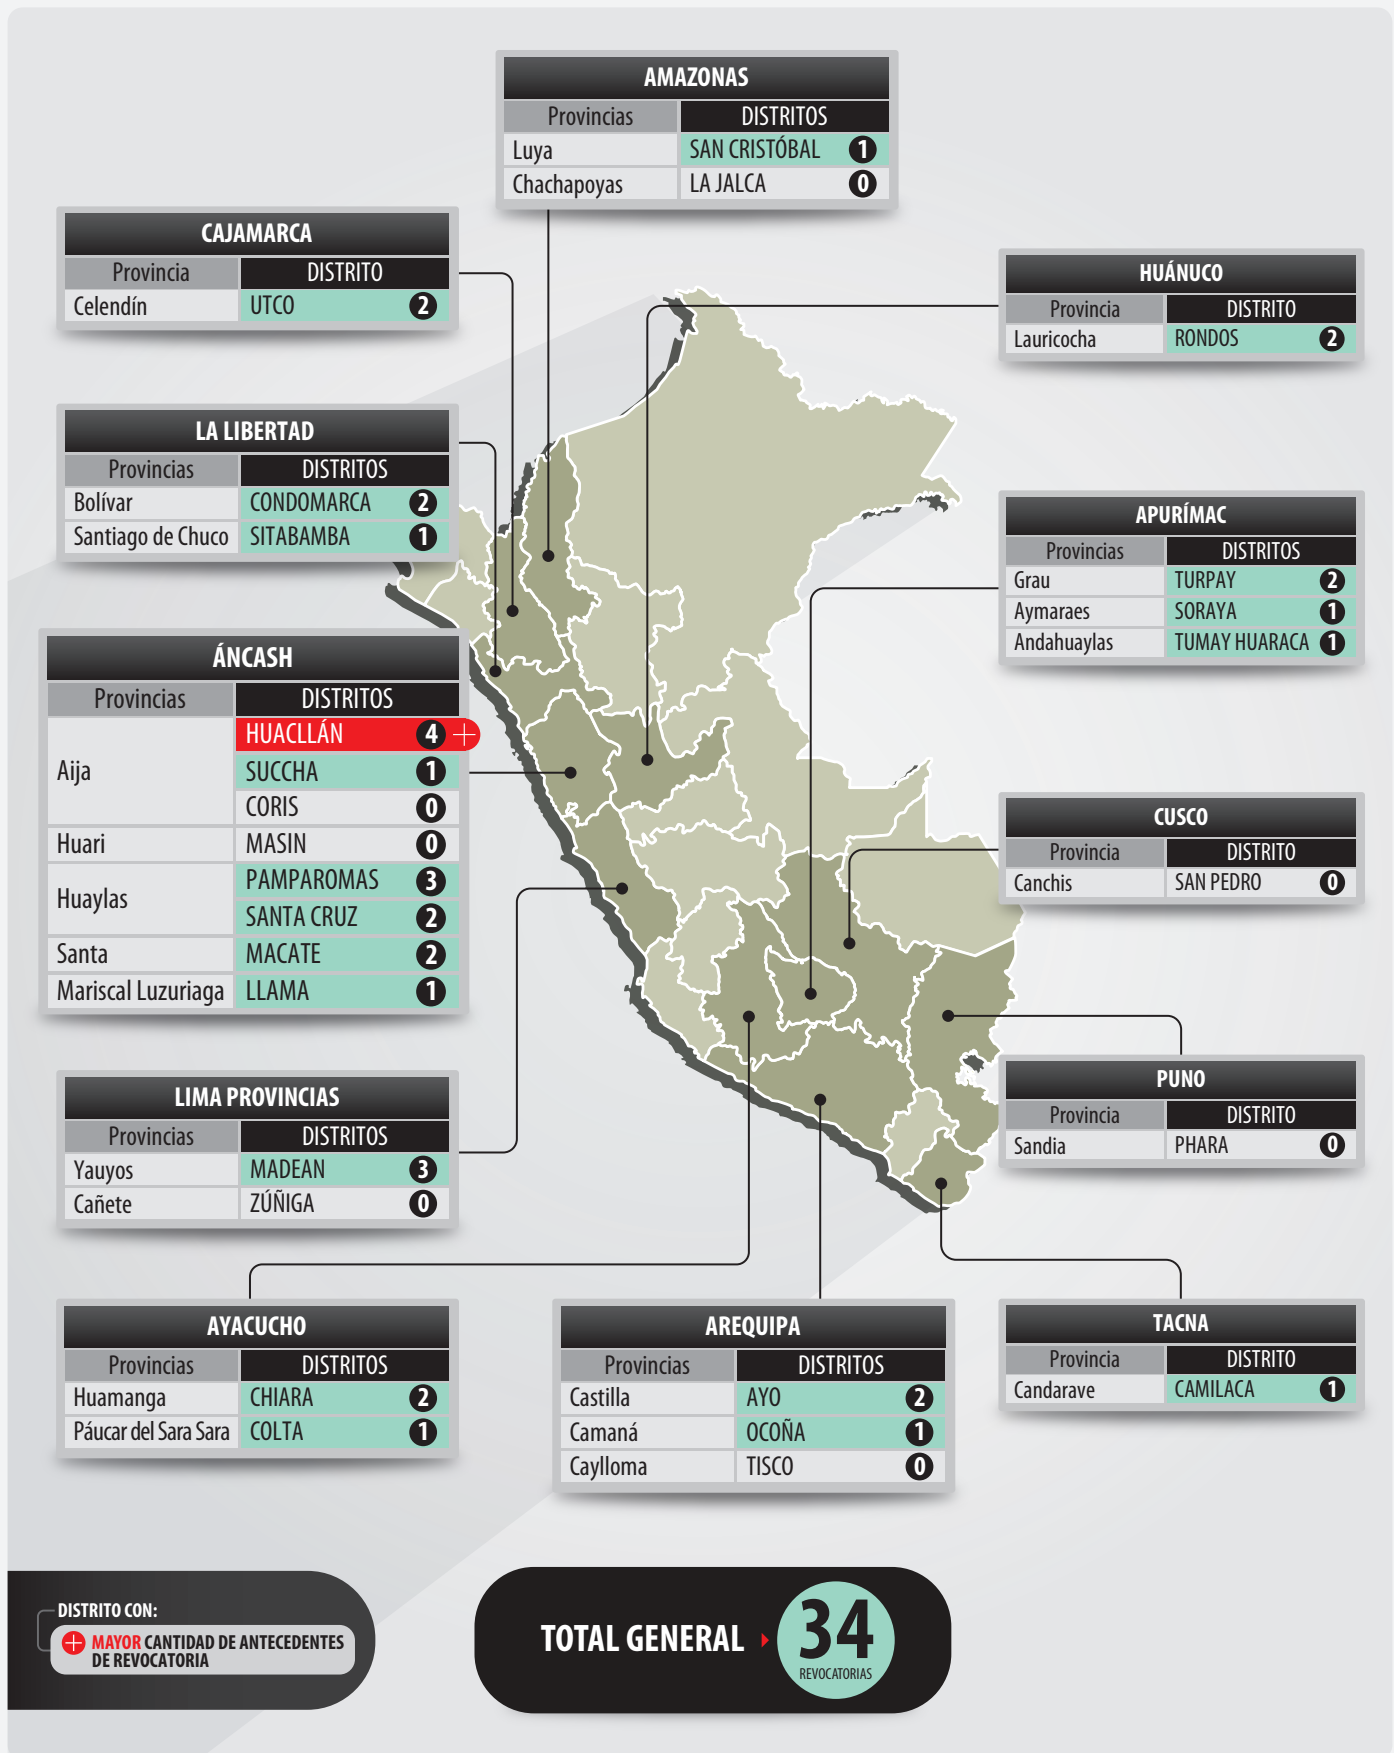 AMAZONAS
Provincias DISTRITOS
Luya SAN CRISTÓBAL 1
Chachapoyas LA JALCA 0
CAJAMARCA
Provincia DISTRITO
Celendín UTCO 2
HUÁNUCO
Provincia DISTRITO
Lauricocha RONDOS 2
LA LIBERTAD
Provincias DISTRITOS
Bolívar CONDOMARCA 2
Santiago de Chuco SITABAMBA 1
APURÍMAC
Provincias DISTRITOS
Grau TURPAY 2
Aymaraes SORAYA 1
Andahuaylas TUMAY HUARACA 1
ÁNCASH
Provincias DISTRITOS
HUACLLÁN 4 +
Aija SUCCHA 1
CORIS 0
Huari MASIN 0
Huaylas PAMPAROMAS 3
SANTA CRUZ 2
Santa MACATE 2
Mariscal Luzuriaga LLAMA 1
CUSCO
Provincia DISTRITO
Canchis SAN PEDRO 0
LIMA PROVINCIAS
Provincias DISTRITOS
Yauyos MADEAN 3
Cañete ZÚÑIGA 0
PUNO
Provincia DISTRITO
Sandia PHARA 0
AYACUCHO
Provincias DISTRITOS
Huamanga CHIARA 2
Páucar del Sara Sara COLTA 1
AREQUIPA
Provincias DISTRITOS
Castilla AYO 2
Camaná OCOÑA 1
Caylloma TISCO 0
TACNA
Provincia DISTRITO
Candarave CAMILACA 1
DISTRITO CON:
+ MAYOR CANTIDAD DE ANTECEDENTES
DE REVOCATORIA
TOTAL GENERAL 34
REVOCATORIAS